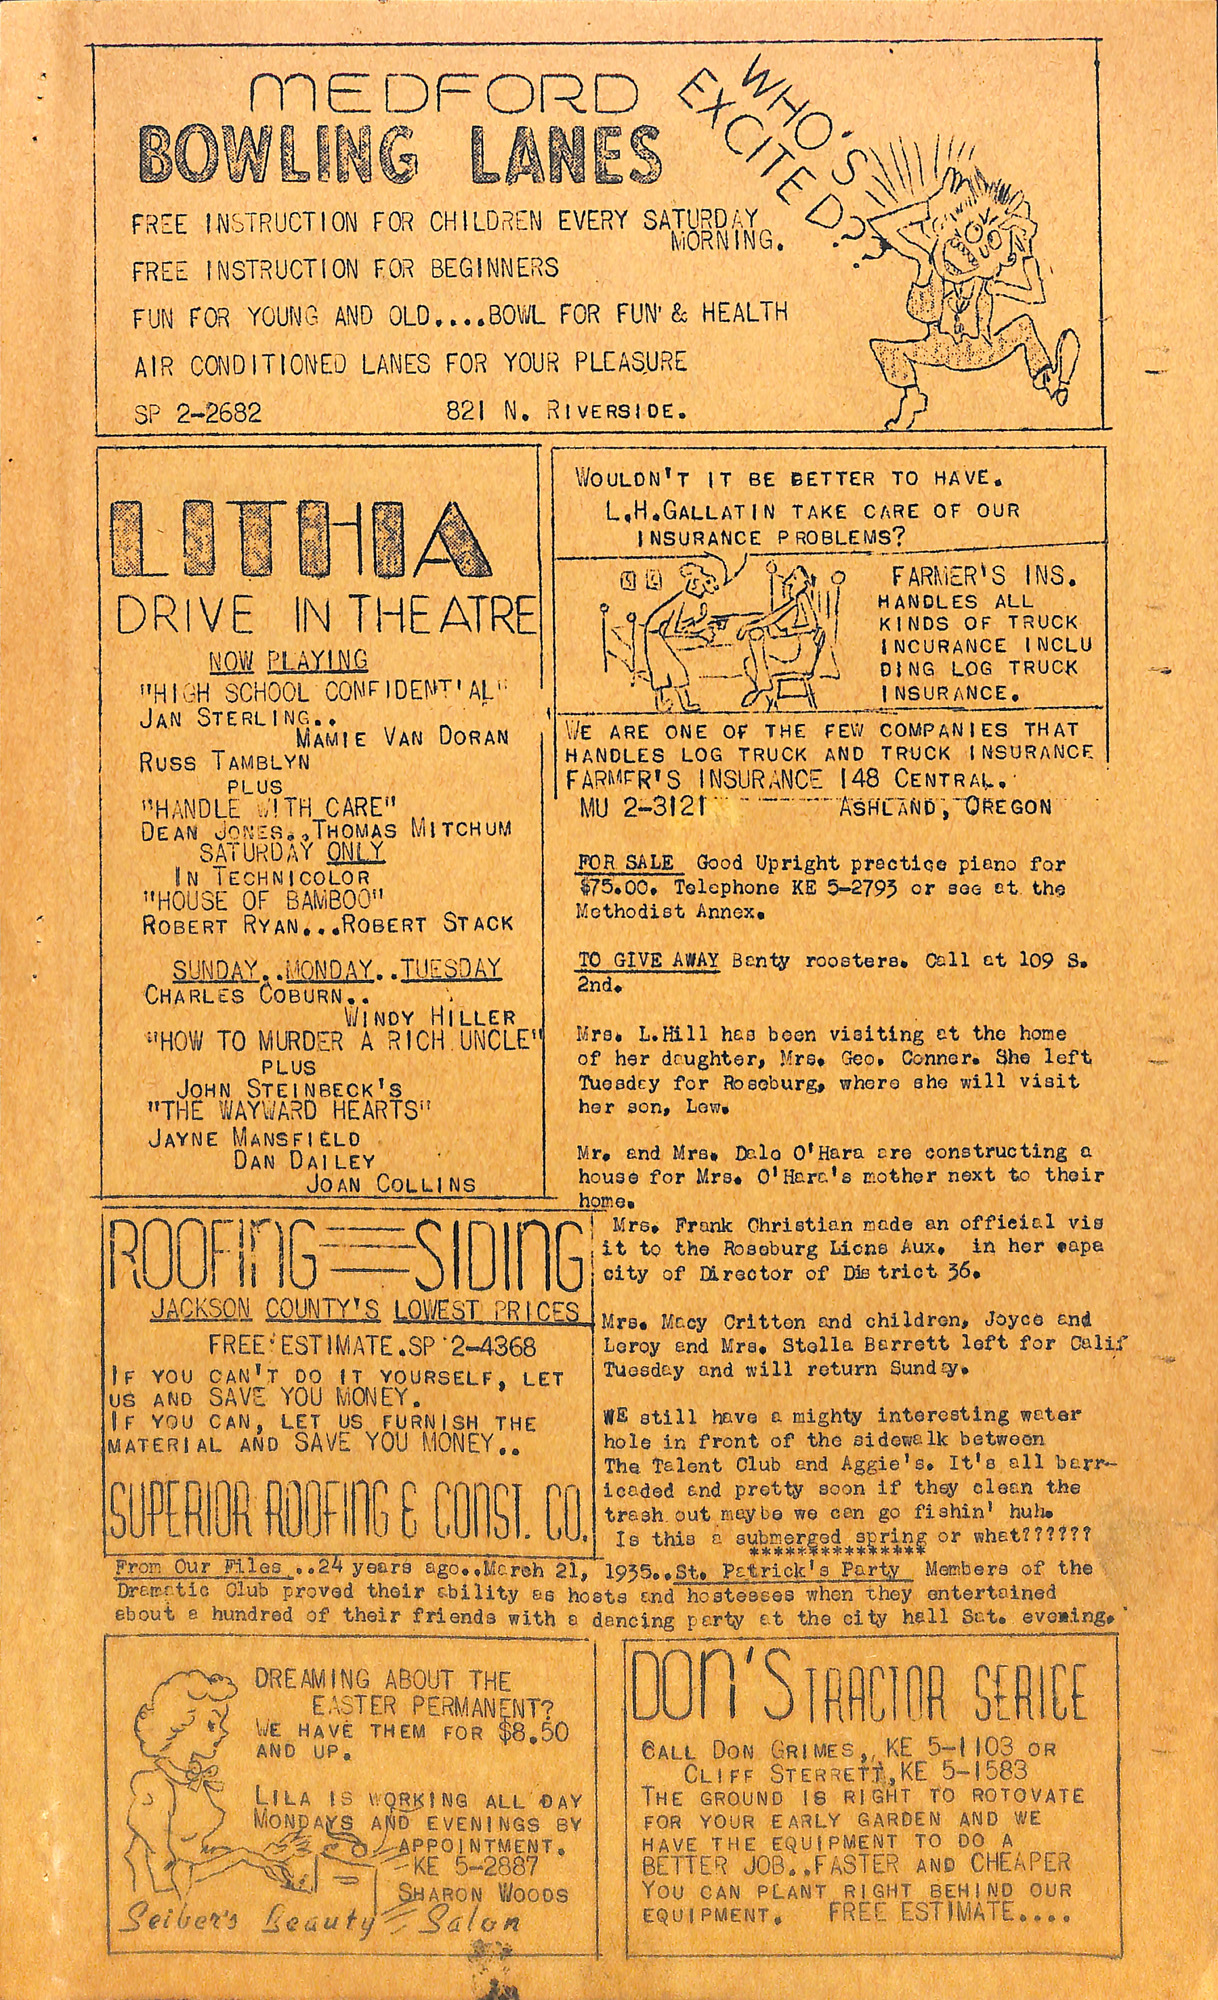 MEDFORD
BOWLING LANES
WHO'S
EXCITED??
FREE INSTRUCTION FOR CHILDREN EVERY SATURDAY
MORNING.
FREE INSTRUCTION FOR BEGINNERS
FUN FOR YOUNG AND OLD....BOWL FOR FUN' & HEALTH
AIR CONDITIONED LANES FOR YOUR PLEASURE
SP 2-2682 821 N. RIVERSIDE.
LITHIA
DRIVE IN THEATRE
NOW PLAYING
"HIGH SCHOOL CONFIDENT'AL"
JAN STERLING..
MAMIE VAN DORAN
RUSS TAMBLYN
PLUS
"HANDLE WITH CARE"
DEAN JONES..THOMAS MITCHUM
SATURDAY ONLY
IN TECHNICOLOR
"HOUSE OF BAMBOO"
ROBERT RYAN...ROBERT STACK
SUNDAY..MONDAY..TUESDAY
CHARLES COBURN..
WINDY HILLER
"HOW TO MURDER A RICH UNCLE"
PLUS
JOHN STEINBECK'S
"THE WAYWARD HEARTS"
JAYNE MANSFIELD
DAN DAILEY
JOAN COLLINS
WOULDN'T IT BE BETTER TO HAVE.
L.H.GALLATIN TAKE CARE OF OUR
INSURANCE PROBLEMS?
FARMER'S INS.
HANDLES ALL
KINDS OF TRUCK
INCURANCE INCLU
DING LOG TRUCK
INSURANCE.
WE ARE ONE OF THE FEW COMPANIES THAT
HANDLES LOG TRUCK AND TRUCK INSURANCE
FARMER'S INSURANCE 148 CENTRAL.
MU 2-3121 ASHLAND, OREGON
FOR SALE Good Upright practice piano for
$75.00. Telephone KE 5-2793 or see at the
Methodist Annex.
TO GIVE AWAY Banty roosters. Call at 109 S.
2nd.
Mrs. L.Hill has been visiting at the home
of her daughter, Mrs. Geo. Conner. She left
Tuesday for Roseburg, where she will visit
her son, Lew.
Mr. and Mrs. Dale O'Hara are constructing a
house for Mrs. O'Hara's mother next to their
home.
Mrs. Frank Christian made an official vis
it to the Roseburg Lions Aux. in her capa
city of Director of District 36.
Mrs. Macy Critten and children, Joyce and
Leroy and Mrs. Stella Barrett left for Calif
Tuesday and will return Sunday.
WE still have a mighty interesting water
hole in front of the sidewalk between
The Talent Club and Aggie's. It's all barr-
icaded and pretty soon if they clean the
trash out maybe we can go fishin' huh.
Is this a submerged spring or what??????
****************
ROOFING SIDING
JACKSON COUNTY'S LOWEST PRICES
FREE ESTIMATE.SP 2-4368
IF YOU CAN'T DO IT YOURSELF, LET
US AND SAVE YOU MONEY.
IF YOU CAN, LET US FURNISH THE
MATERIAL AND SAVE YOU MONEY..
SUPERIOR ROOFING & CONST. CO.
From Our Files ..24 years ago..March 21, 1935..St. Patrick's Party Members of the
Dramatic Club proved their ability as hosts and hostesses when they entertained
about a hundred of their friends with a dancing party at the city hall Sat. evening.
DREAMING ABOUT THE
EASTER PERMANENT?
WE HAVE THEM FOR $8.50
AND UP.
LILA IS WORKING ALL DAY
MONDAYS AND EVENINGS BY
APPOINTMENT.
KE 5-2887
SHARON WOODS
Seiber's Beauty Salon
DON'S TRACTOR SERICE
CALL DON GRIMES, KE 5-1103 OR
CLIFF STERRETT, KE 5-1583
THE GROUND IS RIGHT TO ROTOVATE
FOR YOUR EARLY GARDEN AND WE
HAVE THE EQUIPMENT TO DO A
BETTER JOB..FASTER AND CHEAPER
YOU CAN PLANT RIGHT BEHIND OUR
EQUIPMENT. FREE ESTIMATE....